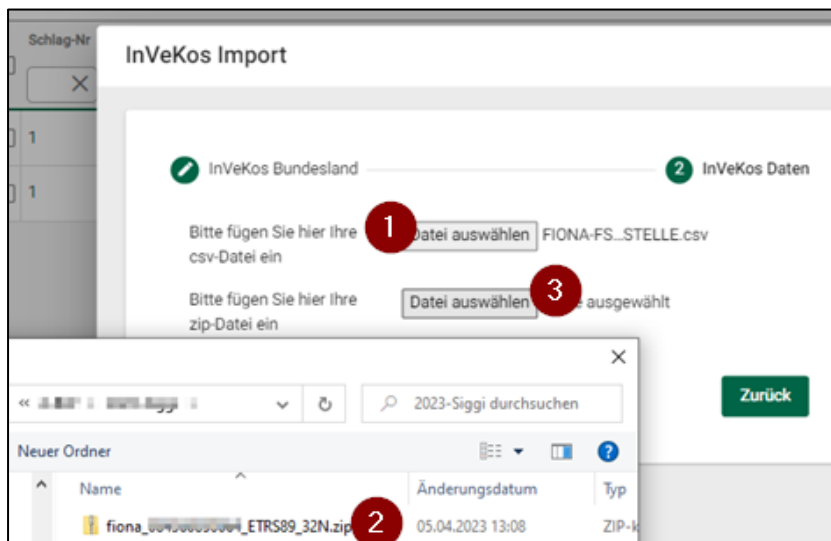 Schlag-Nr
InVeKos Import
1
1
InVeKos Bundesland
2 InVeKos Daten
Bitte fügen Sie hier Ihre
csv-Datei ein
1
Datei auswählen FIONA-FS...STELLE.csv
Bitte fügen Sie hier Ihre
zip-Datei ein
Datei auswählen
3
ausgewählt
Zurück
«
2023-Siggi durchsuchen
Neuer Ordner
?
Name Änderungsdatum Typ
fiona_ _ETRS89_32N.zip 2 05.04.2023 13:08 ZIP-k